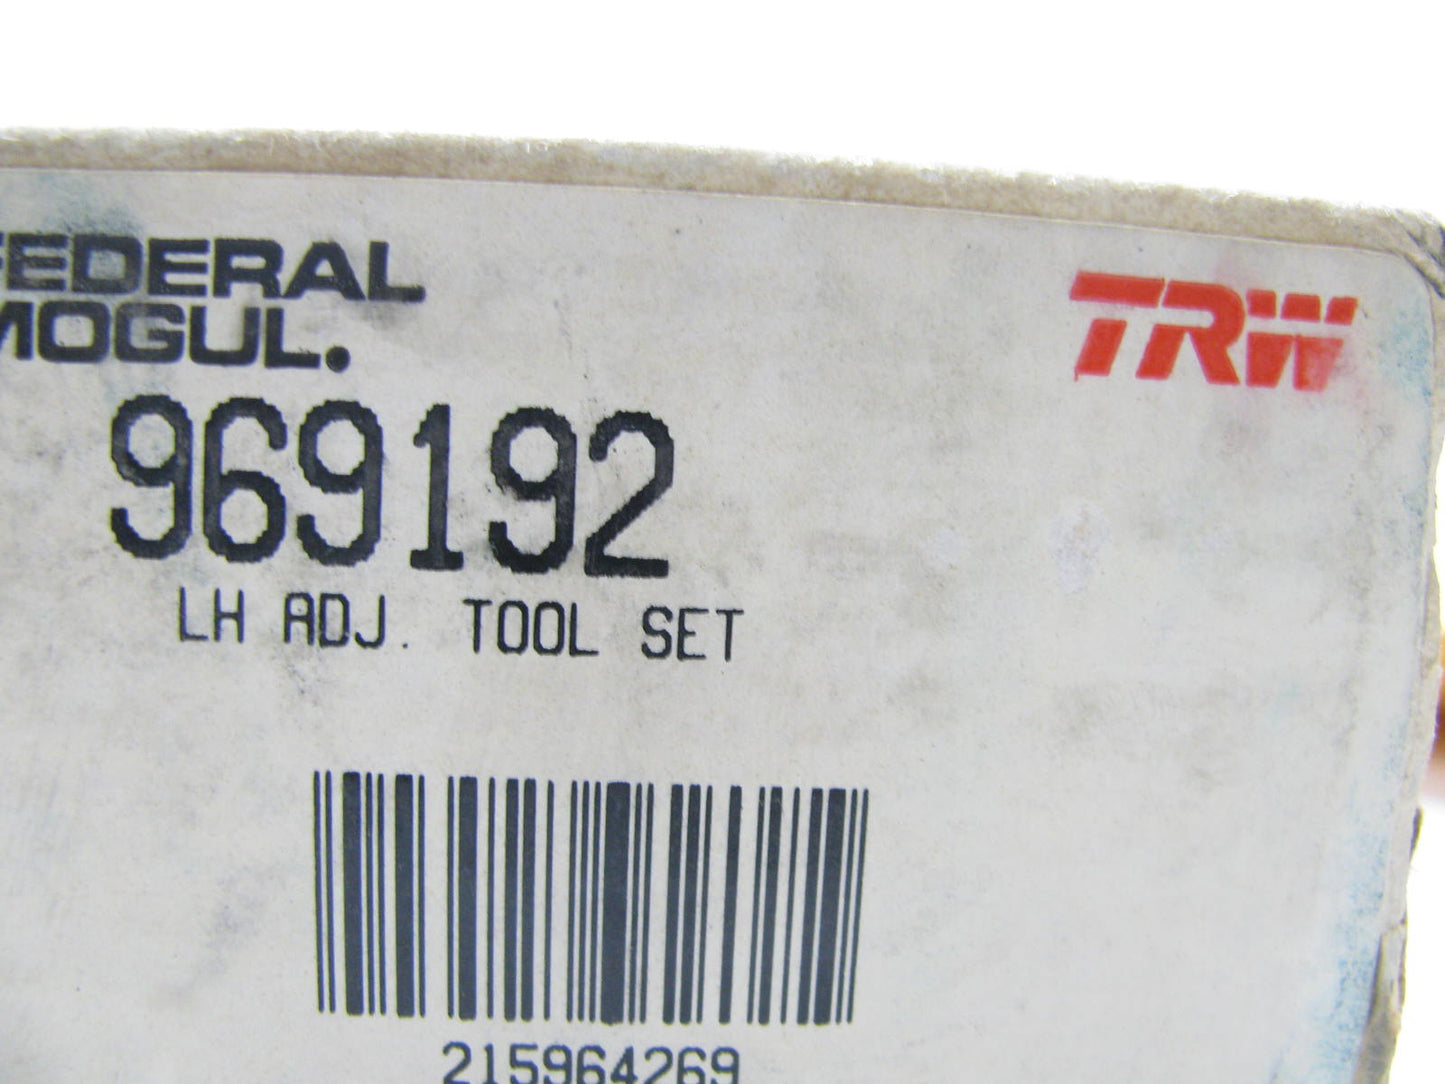 FEDERAL
MOGUL.
TRW
969192
LH ADJ. TOOL SET
215964269